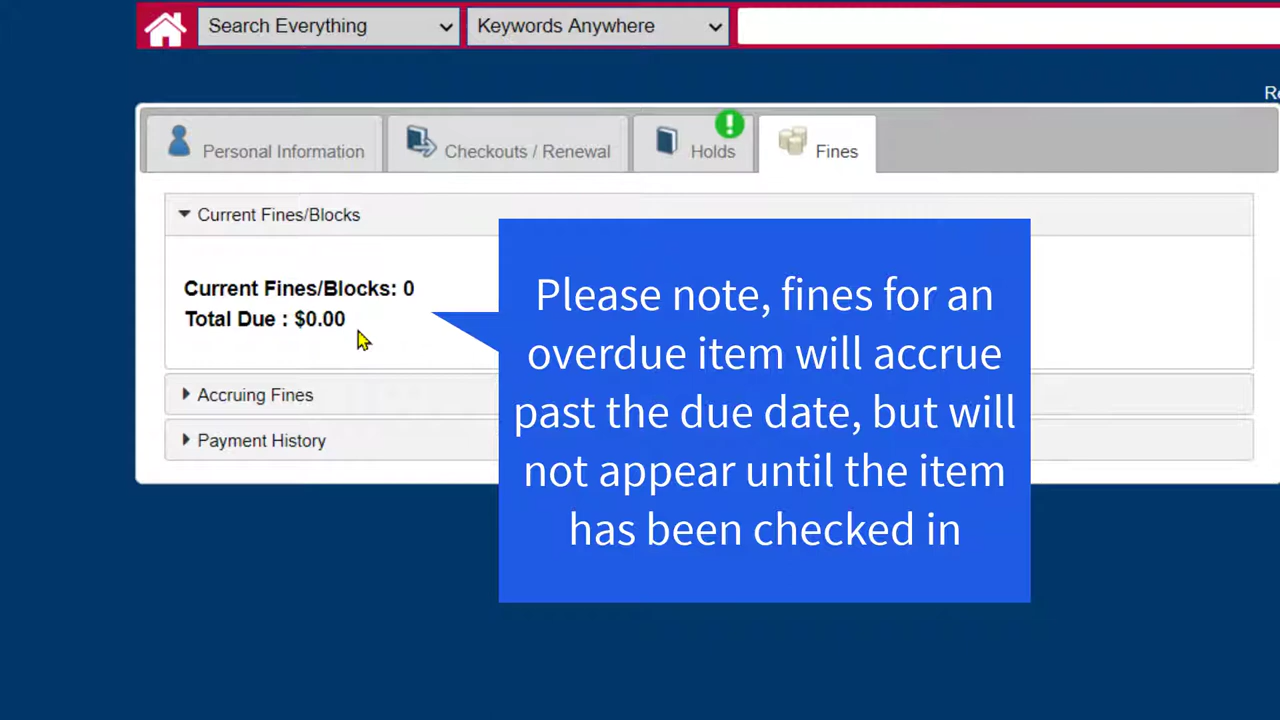 Search Everything Keywords Anywhere
Re
Personal Information Checkouts / Renewal Holds Fines
Current Fines/Blocks
Current Fines/Blocks: 0
Total Due : $0.00
Accruing Fines
Payment History
Please note, fines for an
overdue item will accrue
past the due date, but will
not appear until the item
has been checked in